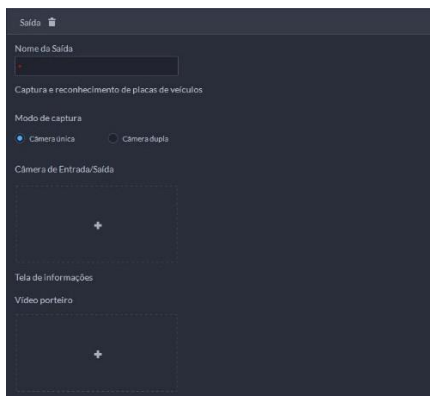 Saída
Nome da Saída
*
Captura e reconhecimento de placas de veículos
Modo de captura
Câmera única Câmera dupla
Câmera de Entrada/Saída
+
Tela de informações
Vídeo porteiro
+